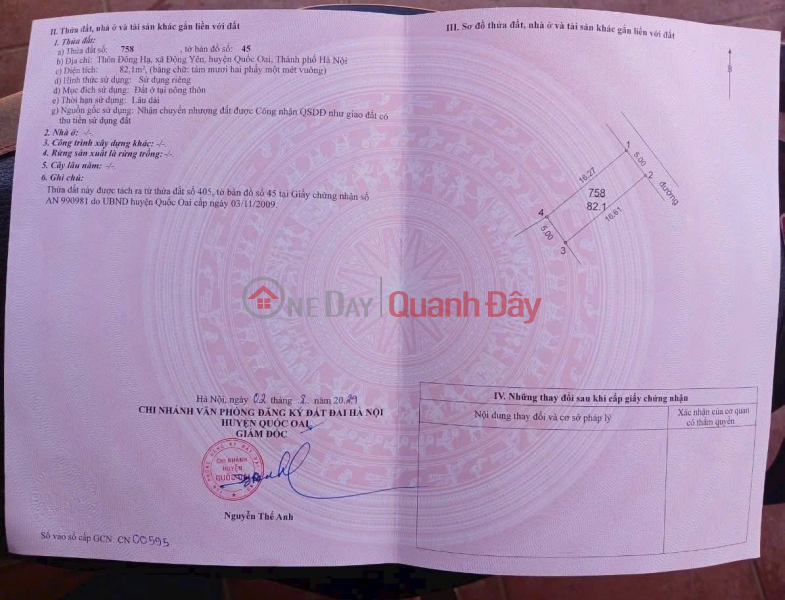 II. Thửa đất, nhà ở và tài sản khác gắn liền với đất
1. Thửa đất:
a) Thửa đất số: 758 , tờ bản đồ số: 45
b) Địa chỉ: Thôn Đông Hạ, xã Đông Yên, huyện Quốc Oai, Thành phố Hà Nội
c) Diện tích: 82,1m², (bằng chữ: tám mươi hai phẩy một mét vuông)
d) Hình thức sử dụng: Sử dụng riêng
đ) Mục đích sử dụng: Đất ở tại nông thôn
e) Thời hạn sử dụng: Lâu dài
g) Nguồn gốc sử dụng: Nhận chuyển nhượng đất được Công nhận QSDĐ như giao đất có
thu tiền sử dụng đất
2. Nhà ở: -/-
3. Công trình xây dựng khác: -/-
4. Rừng sản xuất là rừng trồng: -/-
5. Cây lâu năm: -/-
6. Ghi chú:
Thửa đất này được tách ra từ thửa đất số 405, tờ bản đồ số 45 tại Giấy chứng nhận số
AN 990981 do UBND huyện Quốc Oai cấp ngày 03/11/2009.
Hà Nội, ngày 02 tháng 2 năm 2024
CHI NHÁNH VĂN PHÒNG ĐĂNG KÝ ĐẤT ĐAI HÀ NỘI
HUYỆN QUỐC OAI
GIÁM ĐỐC
CHI NHÁNH
HUYỆN
QUỐC OAI
Nguyễn Thế Anh
Số vào sổ cấp GCN: CN 00595
III. Sơ đồ thửa đất, nhà ở và tài sản khác gắn liền với đất
B
1
5.00
2
đường
16.27
758
82.1
16.61
4
5.00
3
ONEDAY Quanh Đây
IV. Những thay đổi sau khi cấp giấy chứng nhận
Nội dung thay đổi và cơ sở pháp lý
Xác nhận của cơ quan
có thẩm quyền